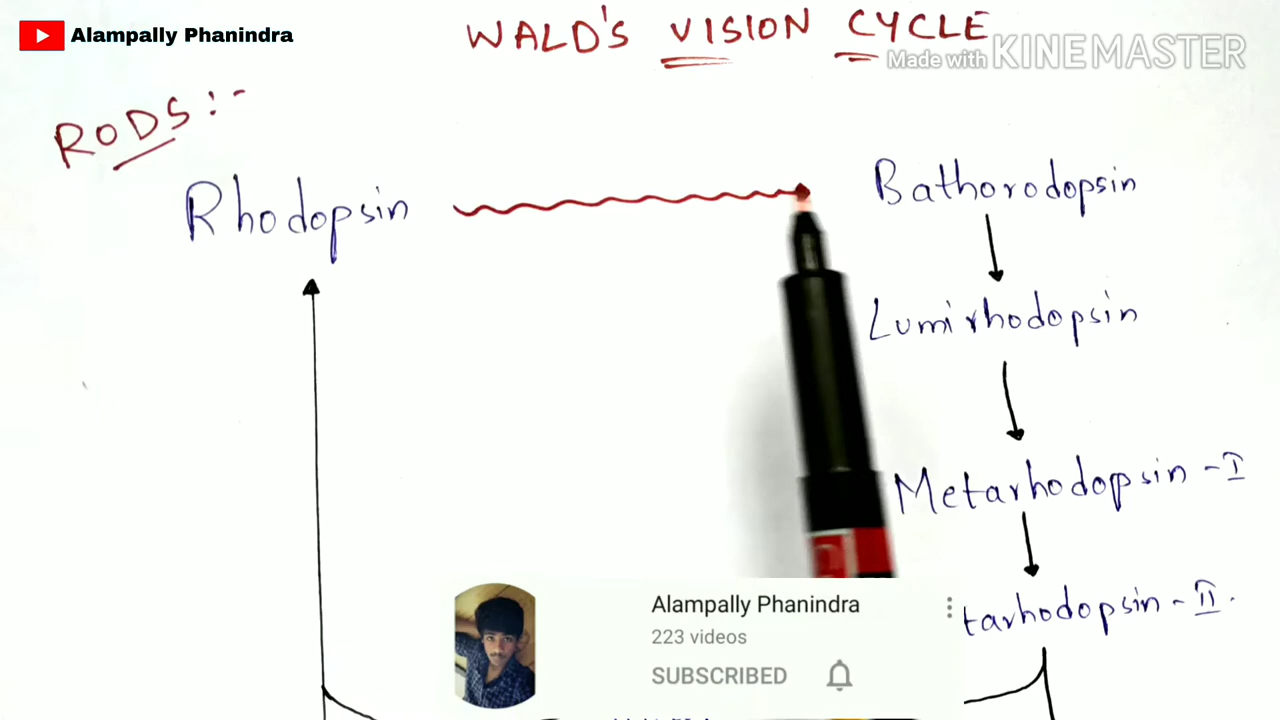 Alampally Phanindra
WALD'S VISION CYCLE
Made with KINEMASTER
RODS :-
Rhodopsin
Bathorodopsin
Lumirhodopsin
Metarhodopsin - I
tarhodopsin - II.
Alampally Phanindra
223 videos
SUBSCRIBED